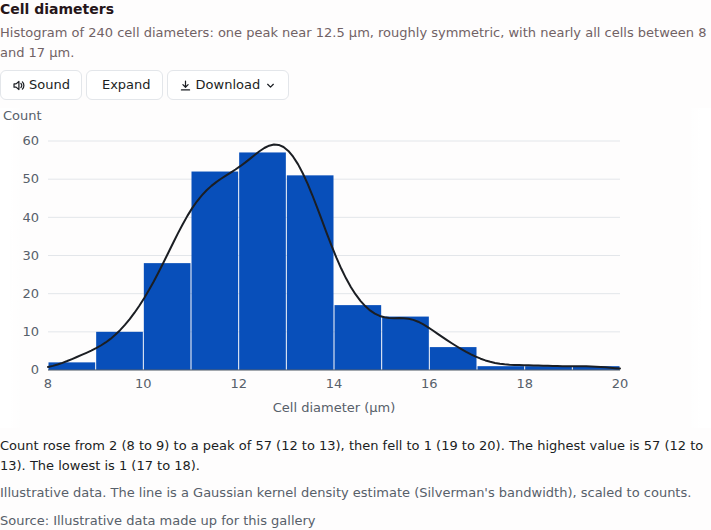 Cell diameters
Histogram of 240 cell diameters: one peak near 12.5 µm, roughly symmetric, with nearly all cells between 8
and 17 µm.
Sound Expand Download
Count
60
50
40
30
20
10
0
8 10 12 14 16 18 20
Cell diameter (µm)
Count rose from 2 (8 to 9) to a peak of 57 (12 to 13), then fell to 1 (19 to 20). The highest value is 57 (12 to
13). The lowest is 1 (17 to 18).
Illustrative data. The line is a Gaussian kernel density estimate (Silverman's bandwidth), scaled to counts.
Source: Illustrative data made up for this gallery